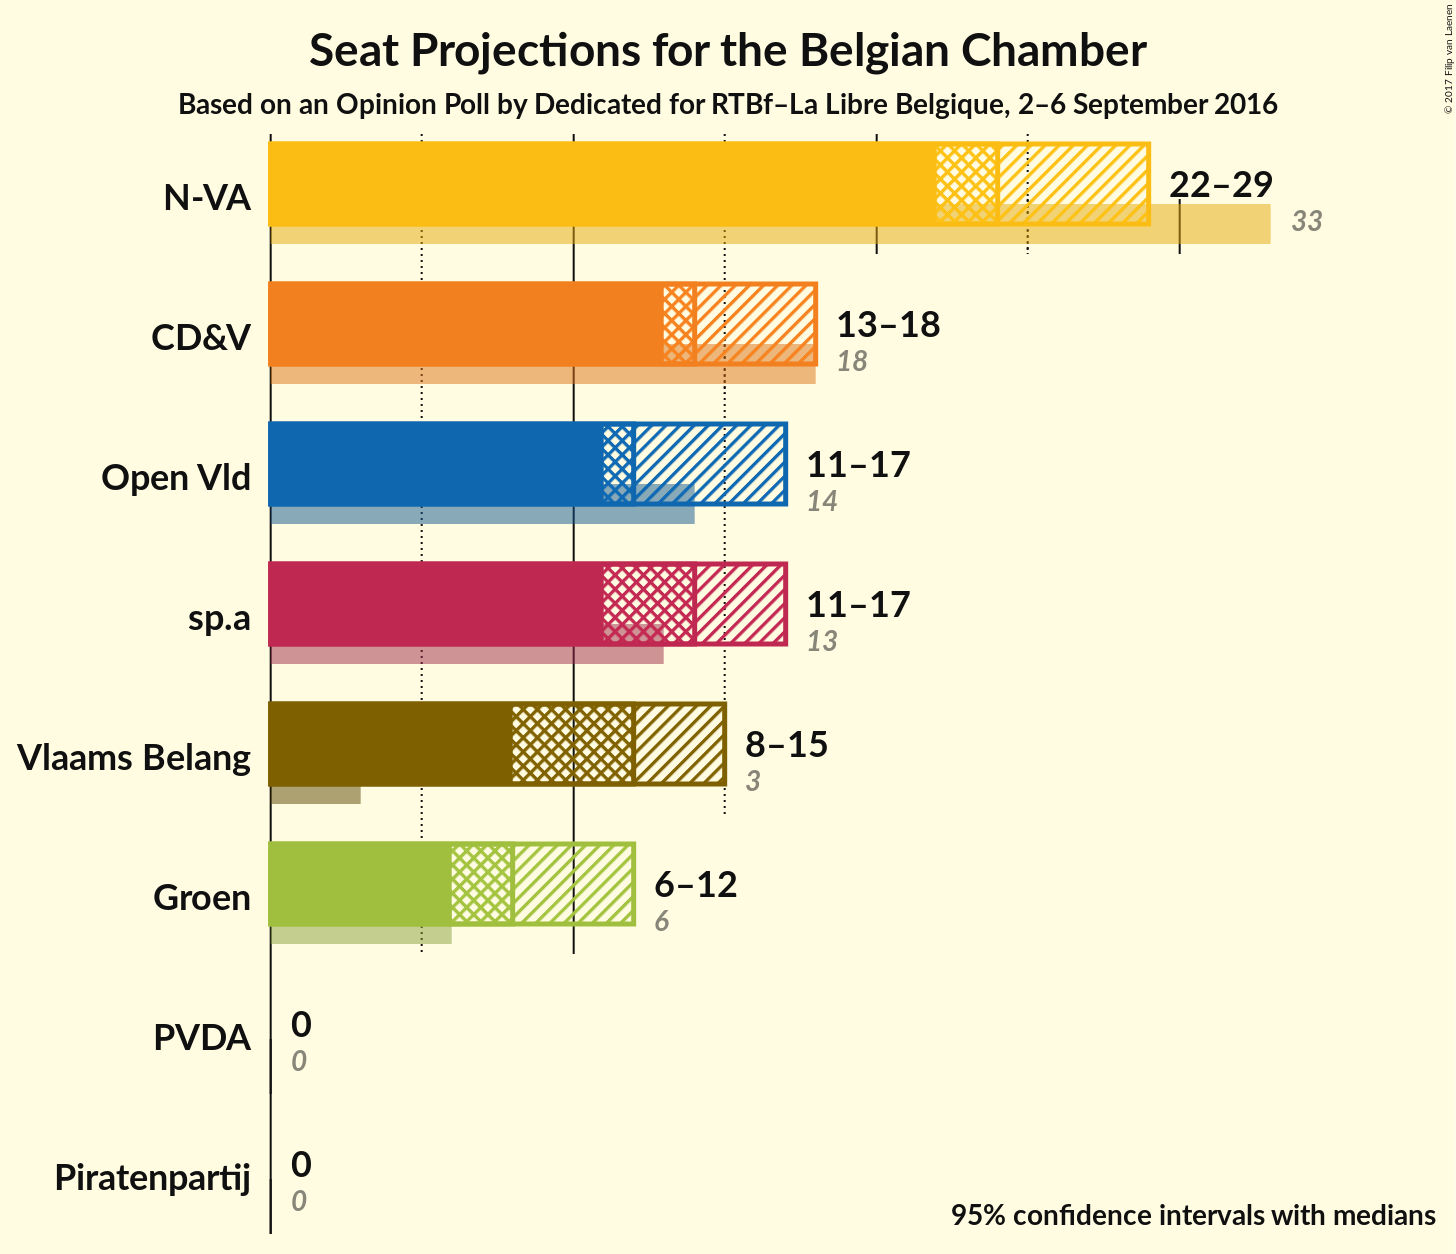 Seat Projections for the Belgian Chamber
Based on an Opinion Poll by Dedicated for RTBf–La Libre Belgique, 2–6 September 2016
© 2017 Filip van Laenen
N-VA
22–29
33
CD&V
13–18
18
Open Vld
11–17
14
sp.a
11–17
13
Vlaams Belang
8–15
3
Groen
6–12
6
PVDA
0
0
Piratenpartij
0
0
95% confidence intervals with medians